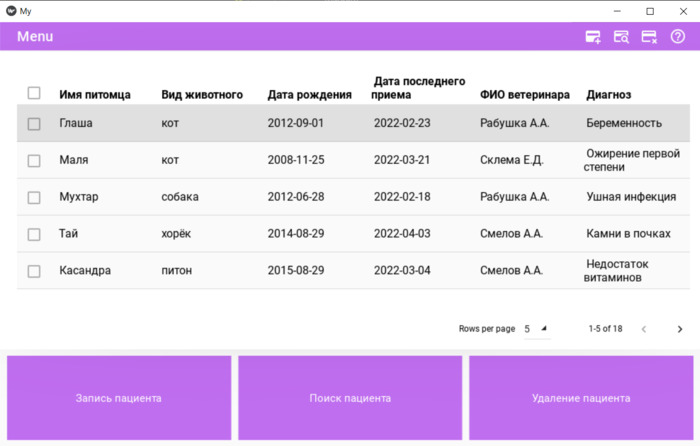 My
Menu
Имя питомца Вид животного Дата рождения Дата последнего приема ФИО ветеринара Диагноз
Глаша кот 2012-09-01 2022-02-23 Рабушка А.А. Беременность
Маля кот 2008-11-25 2022-03-21 Склема Е.Д. Ожирение первой степени
Мухтар собака 2012-06-28 2022-02-18 Рабушка А.А. Ушная инфекция
Тай хорёк 2014-08-29 2022-04-03 Смелов А.А. Камни в почках
Касандра питон 2015-08-29 2022-03-04 Смелов А.А. Недостаток витаминов
Rows per page 5 1-5 of 18
Запись пациента Поиск пациента Удаление пациента